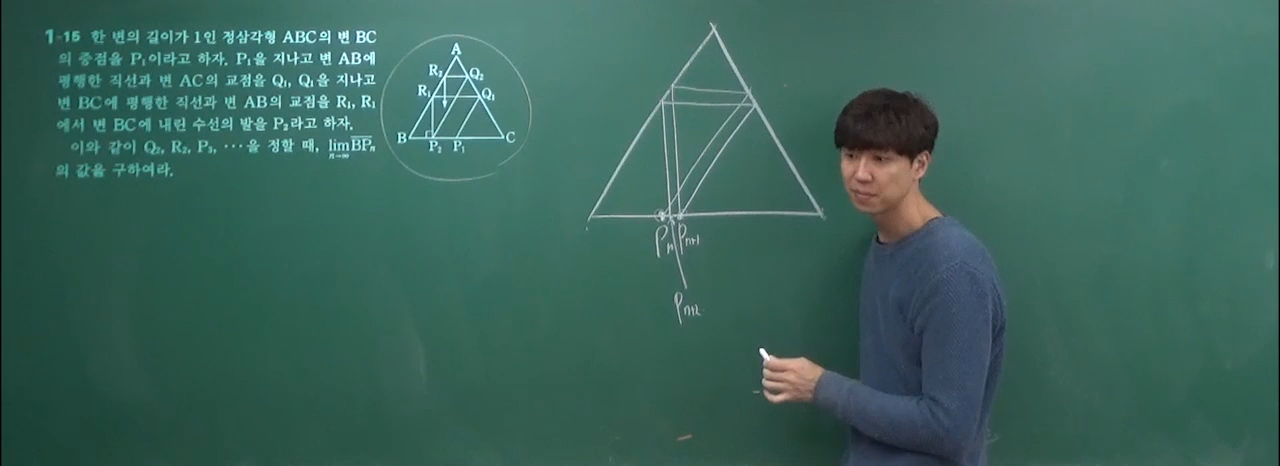 1-15 한 변의 길이가 1인 정삼각형 ABC의 변 BC
의 중점을 P₁이라고 하자. P₁을 지나고 변 AB에
평행한 직선과 변 AC의 교점을 Q₁, Q₁을 지나고
변 BC에 평행한 직선과 변 AB의 교점을 R₁, R₁
에서 변 BC에 내린 수선의 발을 P₂라고 하자.
이와 같이 Q₂, R₂, P₃, ⋯을 정할 때, lim BPₙ
n→∞
의 값을 구하여라.
A
R₂ Q₂
R₁ Q₁
B C
P₂ P₁
Pₙ Pₙ₊₁
Pₙ₊₂